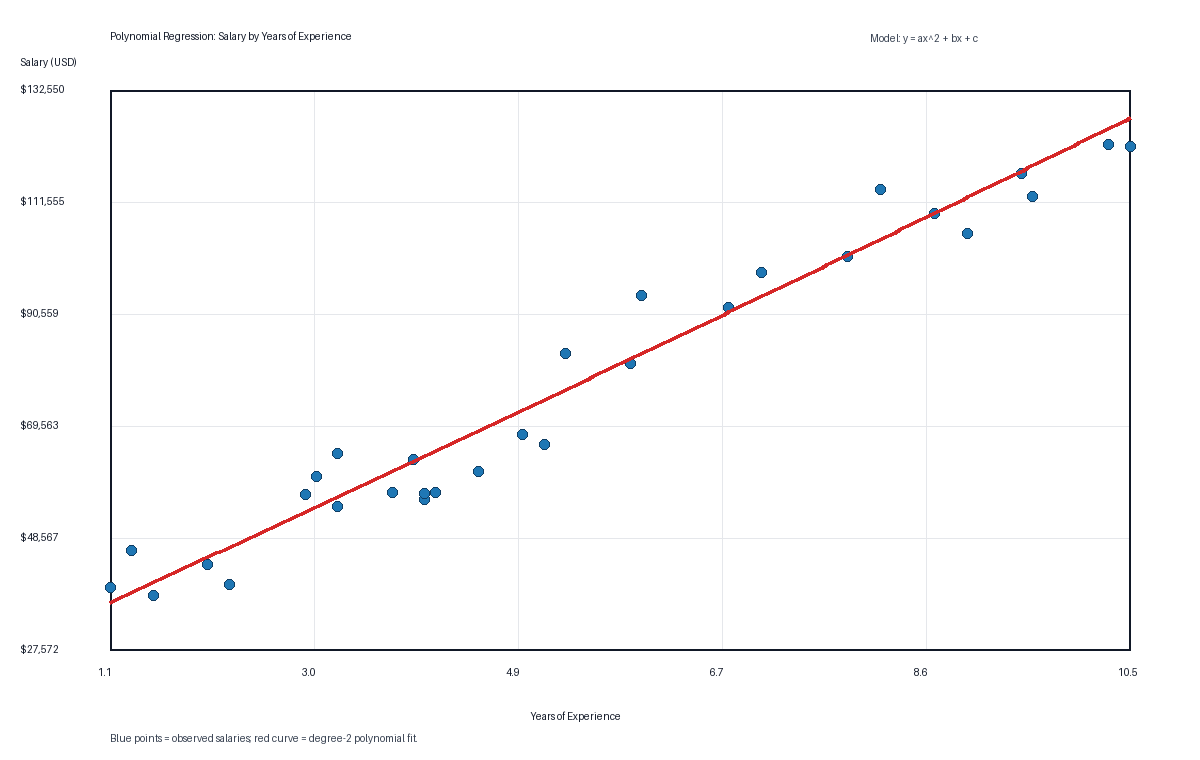 Polynomial Regression: Salary by Years of Experience
Model: y = ax^2 + bx + c
Salary (USD)
$132,550
$111,555
$90,559
$69,563
$48,567
$27,572
1.1 3.0 4.9 6.7 8.6 10.5
Years of Experience
Blue points = observed salaries; red curve = degree-2 polynomial fit.